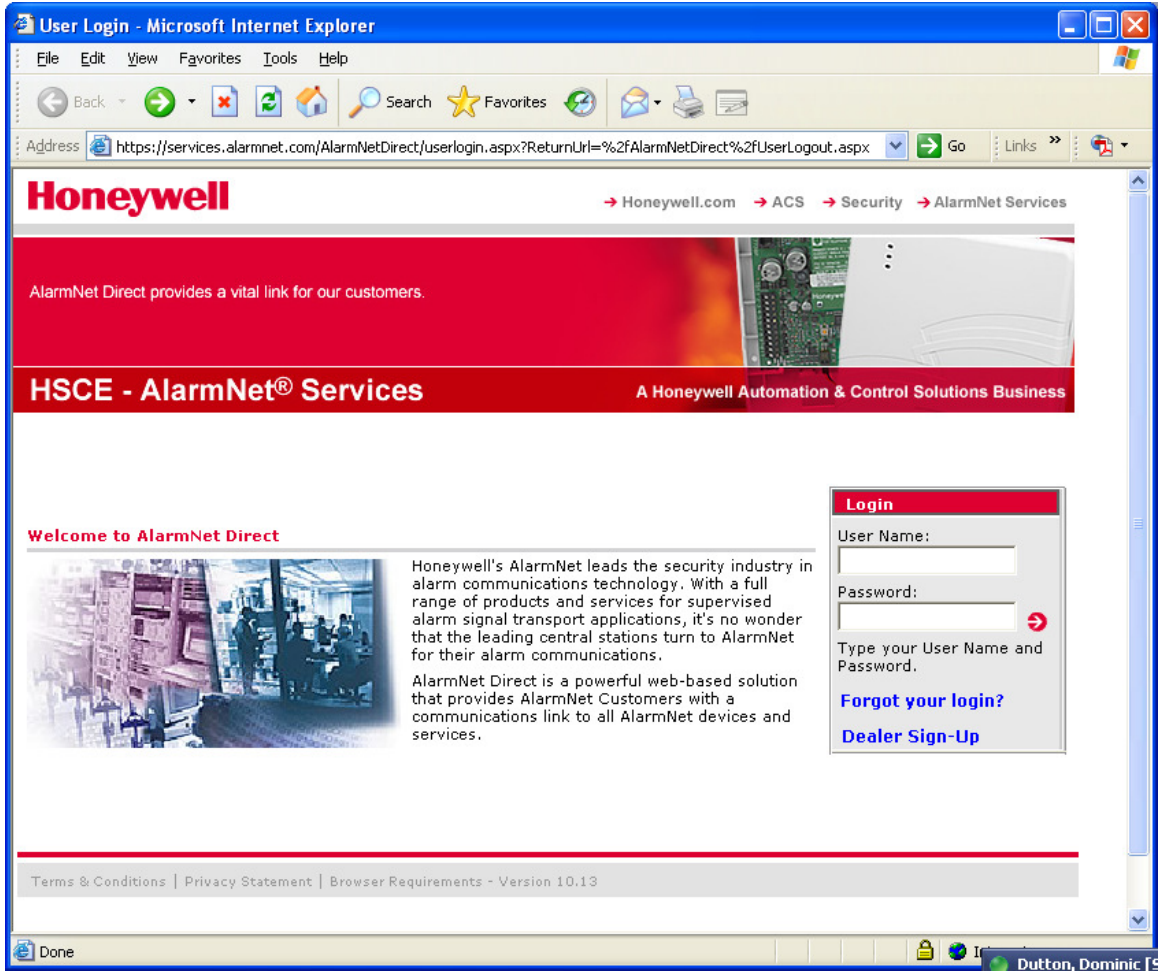 User Login - Microsoft Internet Explorer
File Edit View Favorites Tools Help
Back Search Favorites
Address https://services.alarmnet.com/AlarmNetDirect/userlogin.aspx?ReturnUrl=%2fAlarmNetDirect%2fUserLogout.aspx Go Links »
Honeywell
Honeywell.com ACS Security AlarmNet Services
AlarmNet Direct provides a vital link for our customers.
HSCE - AlarmNet® Services
A Honeywell Automation & Control Solutions Business
Welcome to AlarmNet Direct
Honeywell's AlarmNet leads the security industry in
alarm communications technology. With a full
range of products and services for supervised
alarm signal transport applications, it's no wonder
that the leading central stations turn to AlarmNet
for their alarm communications.
AlarmNet Direct is a powerful web-based solution
that provides AlarmNet Customers with a
communications link to all AlarmNet devices and
services.
Login
User Name:
Password:
Type your User Name and
Password.
Forgot your login?
Dealer Sign-Up
Terms & Conditions | Privacy Statement | Browser Requirements - Version 10.13
Done
Dutton, Dominic [S